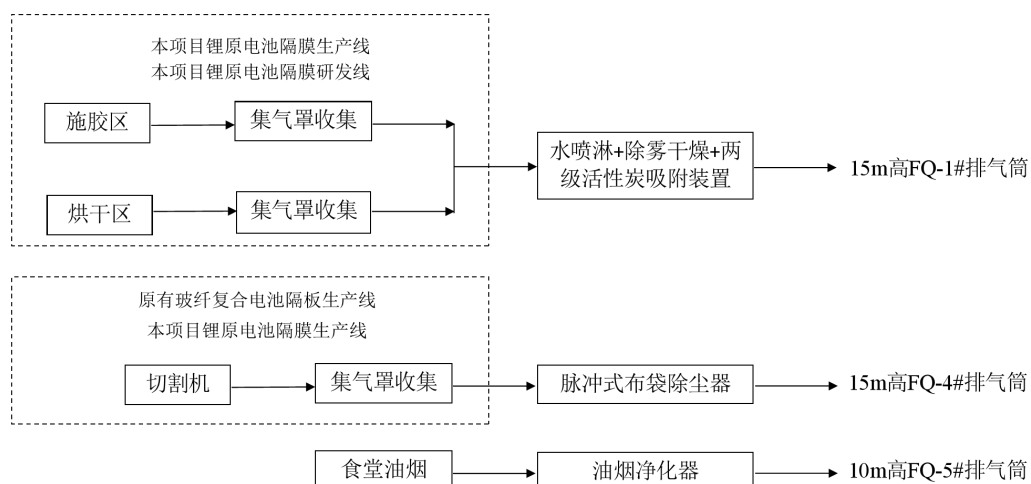 本项目锂原电池隔膜生产线
本项目锂原电池隔膜研发线
施胶区
集气罩收集
水喷淋+除雾干燥+两
级活性炭吸附装置
15m高FQ-1#排气筒
烘干区
集气罩收集
原有玻纤复合电池隔板生产线
本项目锂原电池隔膜生产线
切割机
集气罩收集
脉冲式布袋除尘器
15m高FQ-4#排气筒
食堂油烟
油烟净化器
10m高FQ-5#排气筒